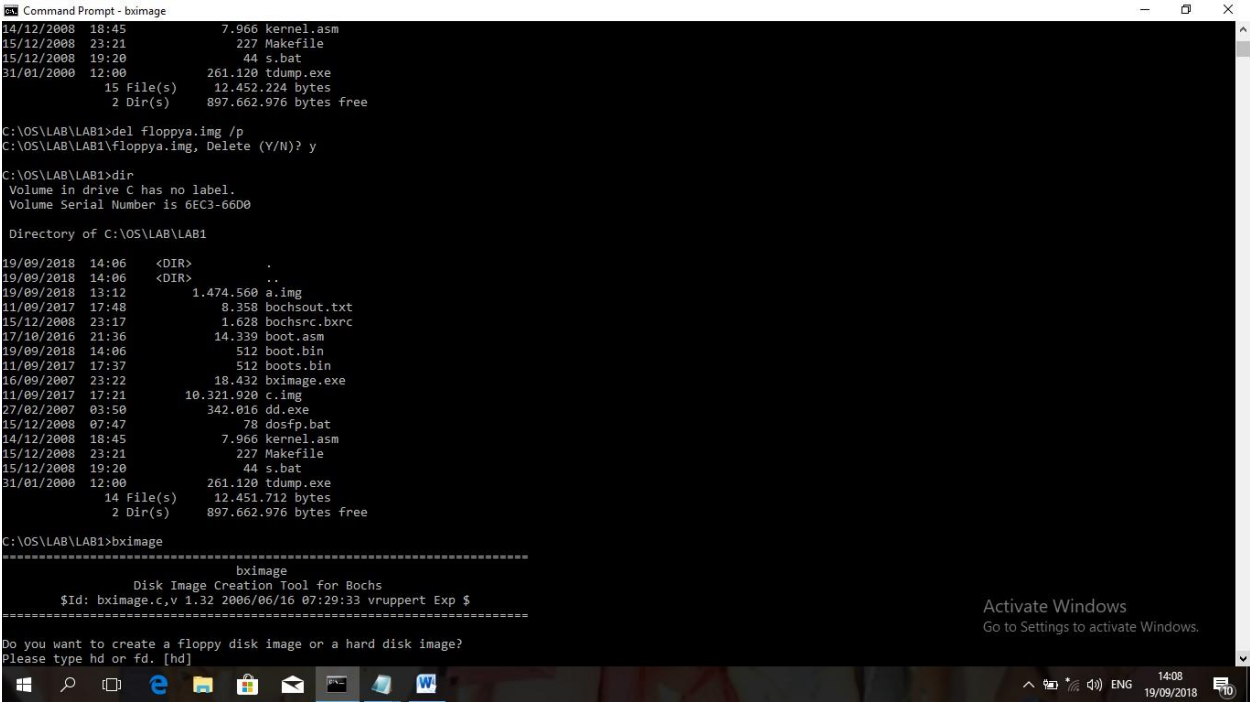 Command Prompt - bximage
14/12/2008  18:45             7.966 kernel.asm
15/12/2008  23:21               227 Makefile
15/12/2008  19:20                44 s.bat
31/01/2000  12:00           261.120 tdump.exe
              15 File(s)     12.452.224 bytes
               2 Dir(s)     897.662.976 bytes free
C:\OS\LAB\LAB1>del floppya.img /p
C:\OS\LAB\LAB1\floppya.img, Delete (Y/N)? y
C:\OS\LAB\LAB1>dir
 Volume in drive C has no label.
 Volume Serial Number is 6EC3-66D0
 Directory of C:\OS\LAB\LAB1
19/09/2018  14:06    <DIR>          .
19/09/2018  14:06    <DIR>          ..
19/09/2018  13:12         1.474.560 a.img
11/09/2017  17:48             8.358 bochsout.txt
15/12/2008  23:17             1.628 bochsrc.bxrc
17/10/2016  21:36            14.339 boot.asm
19/09/2018  14:06               512 boot.bin
11/09/2017  17:37               512 boots.bin
16/09/2007  23:22            18.432 bximage.exe
11/09/2017  17:21        10.321.920 c.img
27/02/2007  03:50           342.016 dd.exe
15/12/2008  07:47                78 dosfp.bat
14/12/2008  18:45             7.966 kernel.asm
15/12/2008  23:21               227 Makefile
15/12/2008  19:20                44 s.bat
31/01/2000  12:00           261.120 tdump.exe
              14 File(s)     12.451.712 bytes
               2 Dir(s)     897.662.976 bytes free
C:\OS\LAB\LAB1>bximage
========================================================================
                                bximage
                  Disk Image Creation Tool for Bochs
        $Id: bximage.c,v 1.32 2006/06/16 07:29:33 vruppert Exp $
========================================================================
Do you want to create a floppy disk image or a hard disk image?
Please type hd or fd. [hd]
Activate Windows
Go to Settings to activate Windows.
ENG
14:08
19/09/2018
10